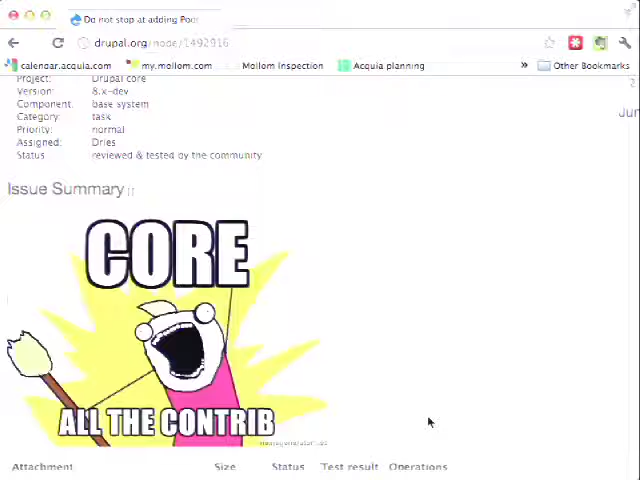 Do not stop at adding Poo
drupal.org/node/1492916
calendar.acquia.com my.mollom.com Mollom Inspection Acquia planning » Other Bookmarks
Project: Drupal core
Version: 8.x-dev
Component: base system
Category: task
Priority: normal
Assigned: Dries
Status reviewed & tested by the community
Issue Summary
CORE
ALL THE CONTRIB
Attachment Size Status Test result Operations